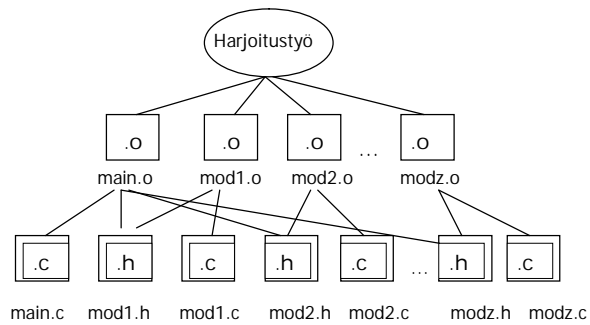 Harjoitustyö
.o .o .o .o
...
main.o mod1.o mod2.o modz.o
.c .h .c .h .c ... .h .c
main.c mod1.h mod1.c mod2.h mod2.c modz.h modz.c